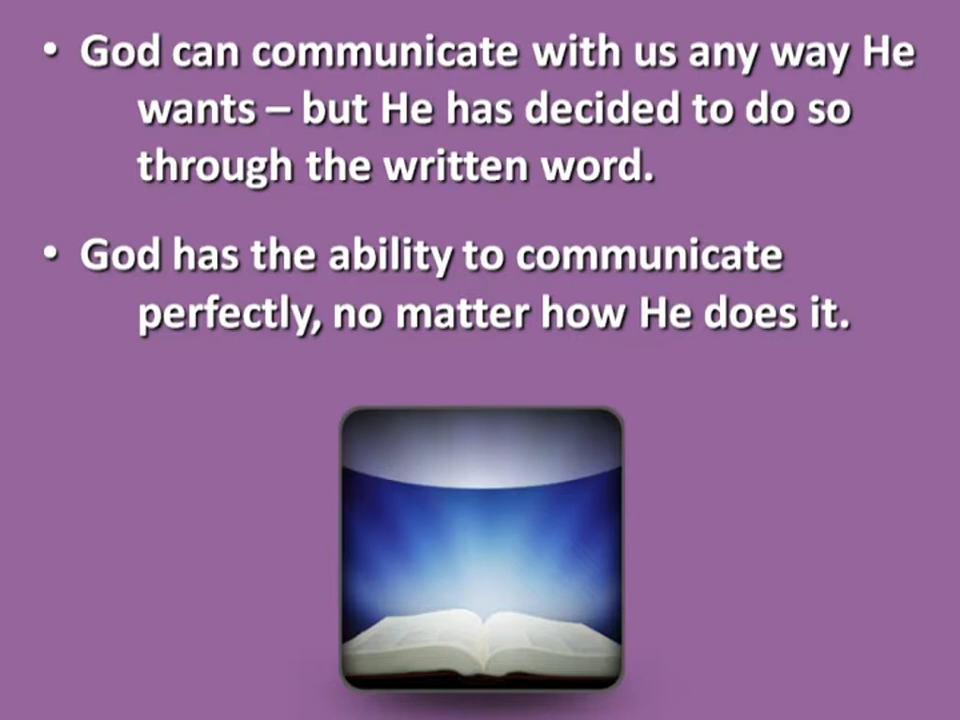 • God can communicate with us any way He
wants – but He has decided to do so
through the written word.
• God has the ability to communicate
perfectly, no matter how He does it.